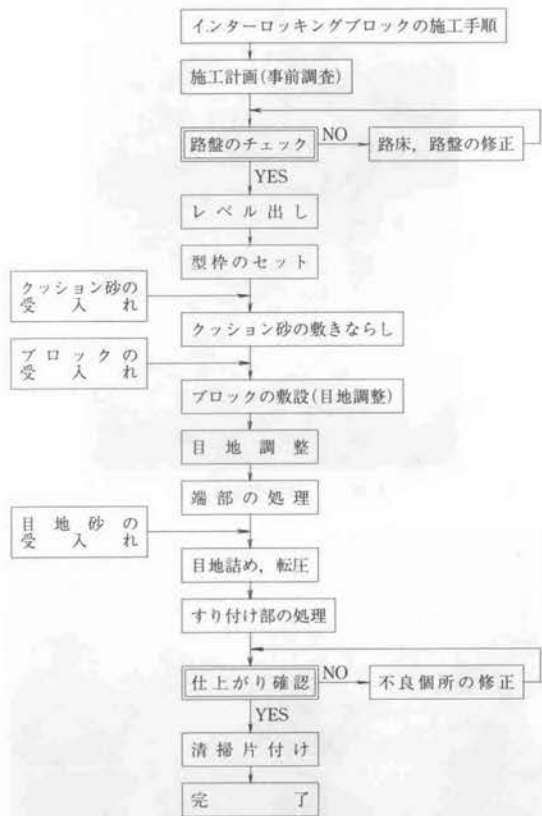 インターロッキングブロックの施工手順
施工計画(事前調査)
路盤のチェック
NO
路床，路盤の修正
YES
レベル出し
型枠のセット
クッション砂の
受入れ
クッション砂の敷きならし
ブロックの
受入れ
ブロックの敷設(目地調整)
目地調整
端部の処理
目地砂の
受入れ
目地詰め，転圧
すり付け部の処理
仕上がり確認
NO
不良個所の修正
YES
清掃片付け
完了